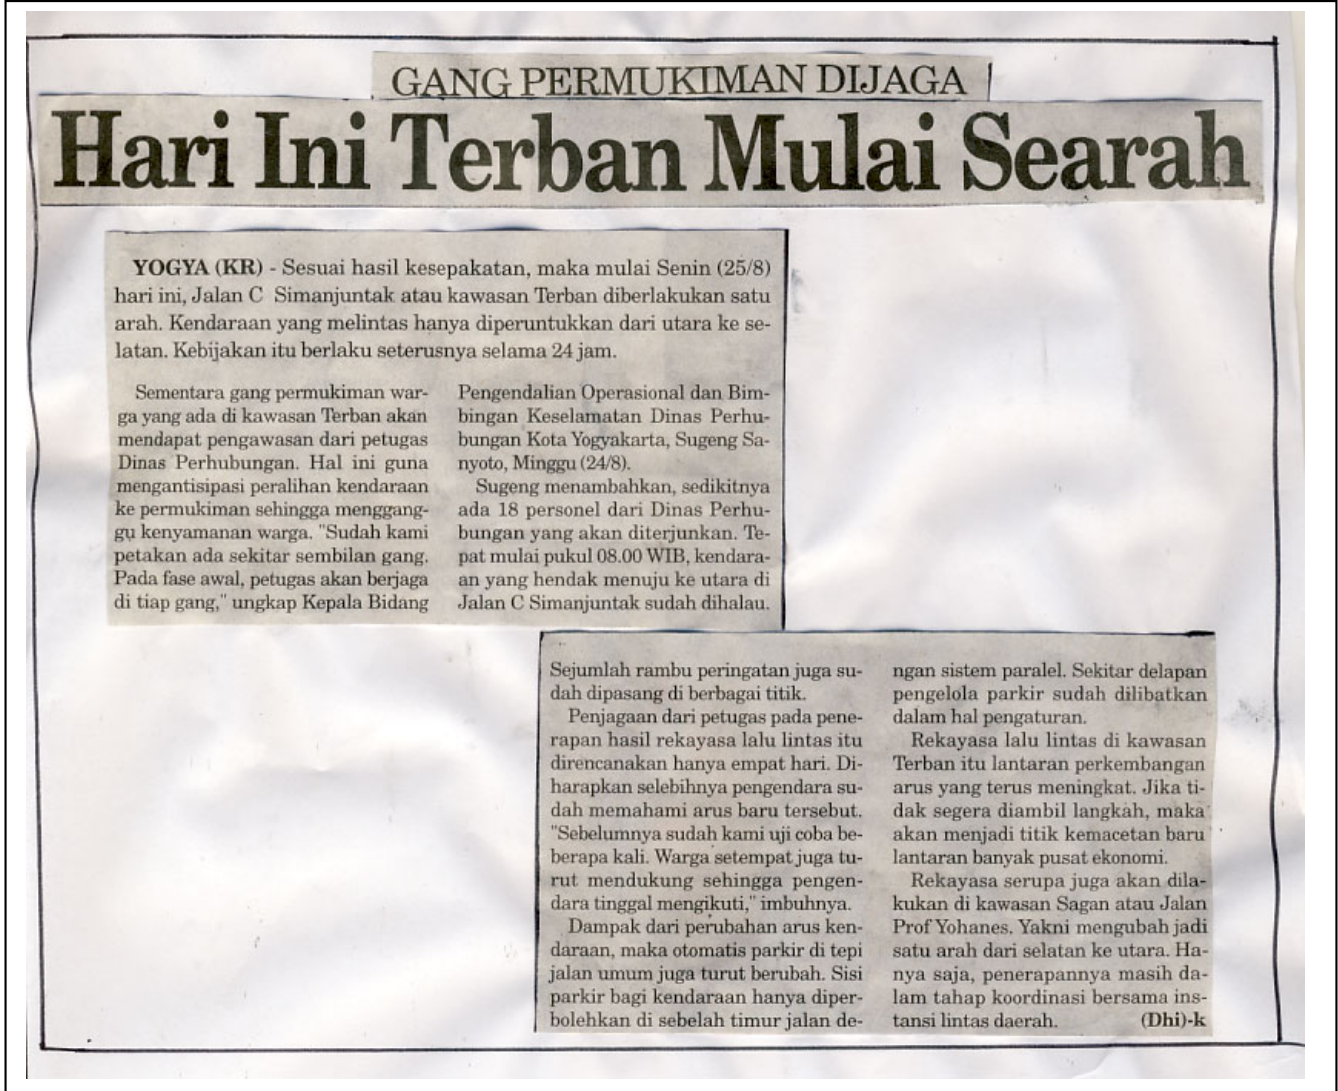 GANG PERMUKIMAN DIJAGA
Hari Ini Terban Mulai Searah
YOGYA (KR) - Sesuai hasil kesepakatan, maka mulai Senin (25/8)
hari ini, Jalan C Simanjuntak atau kawasan Terban diberlakukan satu
arah. Kendaraan yang melintas hanya diperuntukkan dari utara ke se-
latan. Kebijakan itu berlaku seterusnya selama 24 jam.
Sementara gang permukiman war-
ga yang ada di kawasan Terban akan
mendapat pengawasan dari petugas
Dinas Perhubungan. Hal ini guna
mengantisipasi peralihan kendaraan
ke permukiman sehingga menggang-
gu kenyamanan warga. "Sudah kami
petakan ada sekitar sembilan gang.
Pada fase awal, petugas akan berjaga
di tiap gang," ungkap Kepala Bidang
Pengendalian Operasional dan Bim-
bingan Keselamatan Dinas Perhu-
bungan Kota Yogyakarta, Sugeng Sa-
nyoto, Minggu (24/8).
Sugeng menambahkan, sedikitnya
ada 18 personel dari Dinas Perhu-
bungan yang akan diterjunkan. Te-
pat mulai pukul 08.00 WIB, kendara-
an yang hendak menuju ke utara di
Jalan C Simanjuntak sudah dihalau.
Sejumlah rambu peringatan juga su-
dah dipasang di berbagai titik.
Penjagaan dari petugas pada pene-
rapan hasil rekayasa lalu lintas itu
direncanakan hanya empat hari. Di-
harapkan selebihnya pengendara su-
dah memahami arus baru tersebut.
"Sebelumnya sudah kami uji coba be-
berapa kali. Warga setempat juga tu-
rut mendukung sehingga pengen-
dara tinggal mengikuti," imbuhnya.
Dampak dari perubahan arus ken-
daraan, maka otomatis parkir di tepi
jalan umum juga turut berubah. Sisi
parkir bagi kendaraan hanya diper-
bolehkan di sebelah timur jalan de-
ngan sistem paralel. Sekitar delapan
pengelola parkir sudah dilibatkan
dalam hal pengaturan.
Rekayasa lalu lintas di kawasan
Terban itu lantaran perkembangan
arus yang terus meningkat. Jika ti-
dak segera diambil langkah, maka
akan menjadi titik kemacetan baru
lantaran banyak pusat ekonomi.
Rekayasa serupa juga akan dila-
kukan di kawasan Sagan atau Jalan
Prof Yohanes. Yakni mengubah jadi
satu arah dari selatan ke utara. Ha-
nya saja, penerapannya masih da-
lam tahap koordinasi bersama ins-
tansi lintas daerah. (Dhi)-k